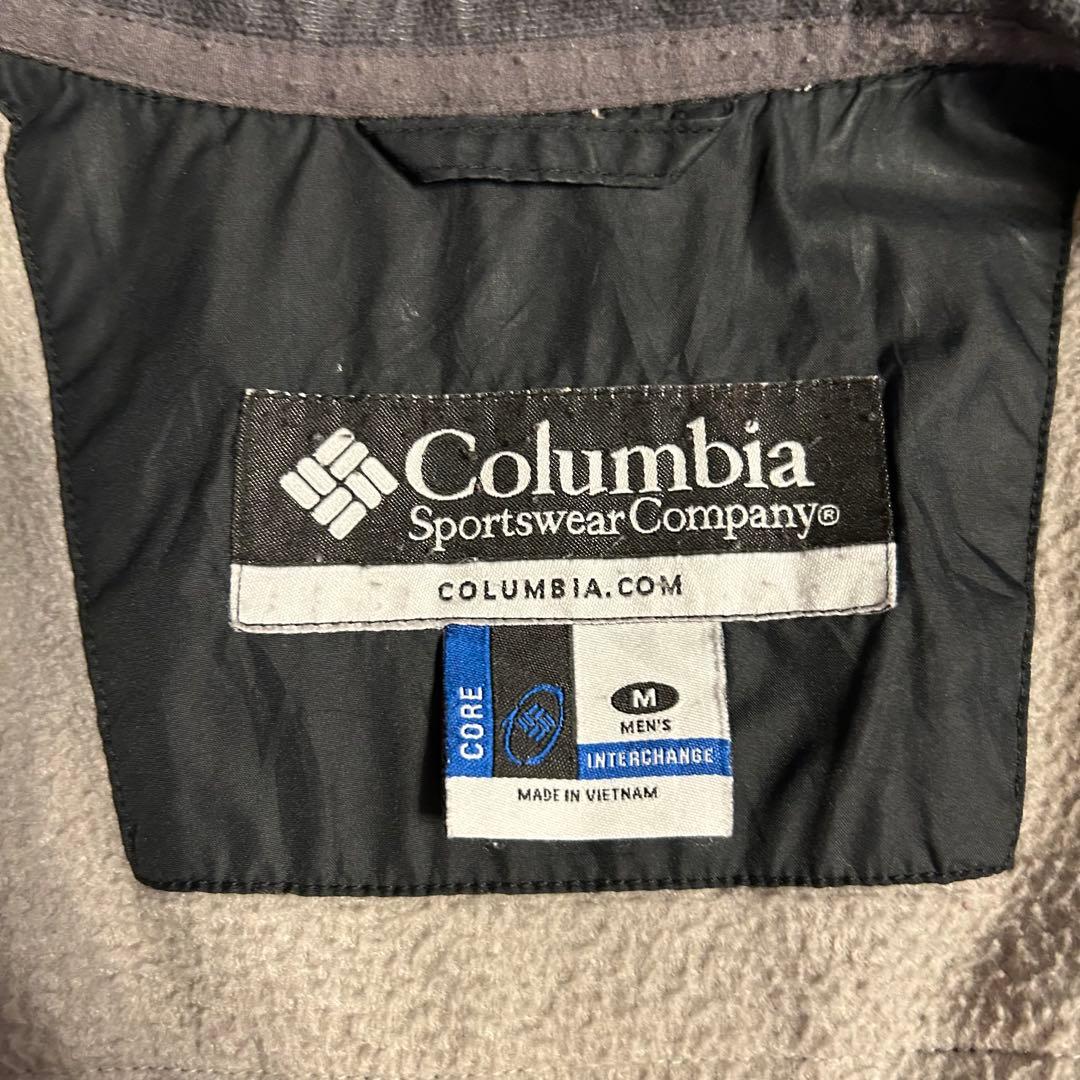 Columbia
Sportswear Company®
COLUMBIA.COM
CORE
M
MEN'S
INTERCHANGE
MADE IN VIETNAM